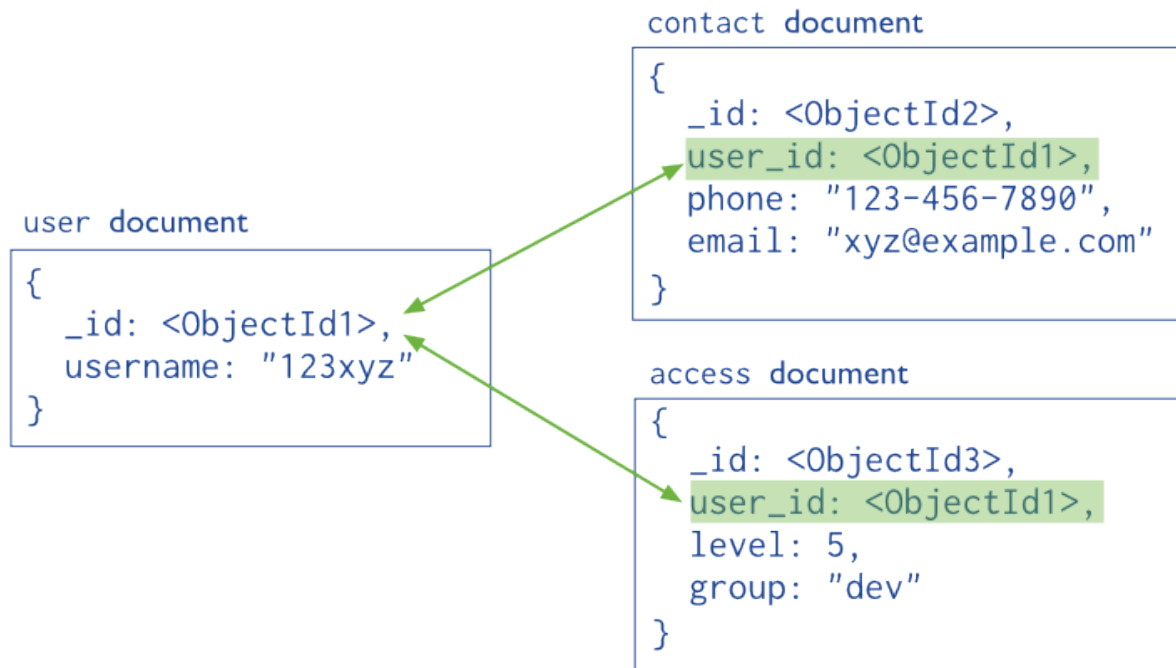 user document
{
_id: <ObjectId1>,
username: "123xyz"
}
contact document
{
_id: <ObjectId2>,
user_id: <ObjectId1>,
phone: "123-456-7890",
email: "xyz@example.com"
}
access document
{
_id: <ObjectId3>,
user_id: <ObjectId1>,
level: 5,
group: "dev"
}